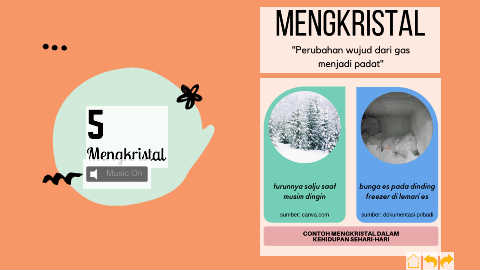 5
Mengkristal
Music On
MENGKRISTAL
"Perubahan wujud dari gas
menjadi padat"
turunnya salju saat
musim dingin
sumber: canva.com
bunga es pada dinding
freezer di lemari es
sumber: dokumentasi pribadi
CONTOH MENGKRISTAL DALAM
KEHIDUPAN SEHARI-HARI